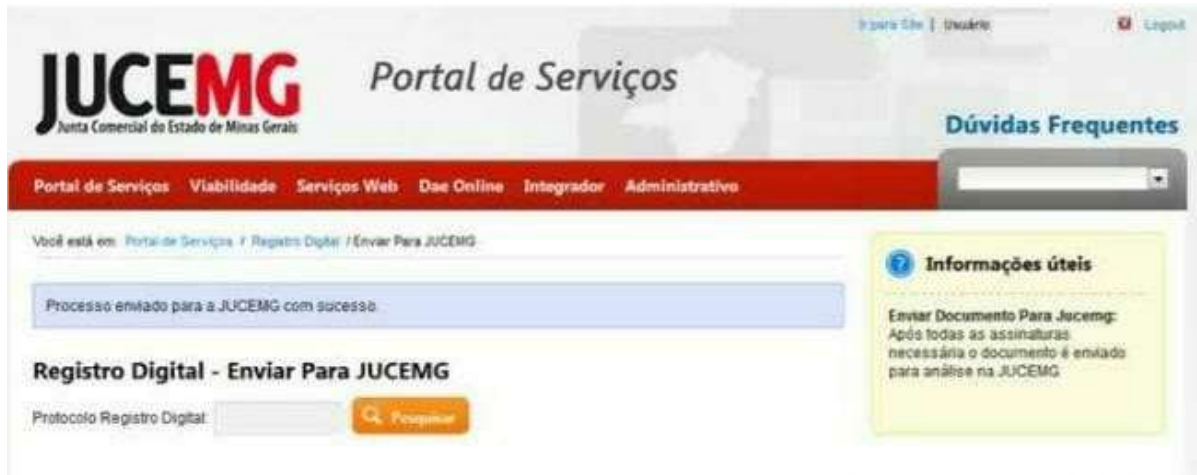 Ir para Site | Usuário Logout
JUCEMG
Junta Comercial do Estado de Minas Gerais
Portal de Serviços
Dúvidas Frequentes
Portal de Serviços Viabilidade Serviços Web Dae Online Integrador Administrativo
Você está em: Portal de Serviços / Registro Digital / Enviar Para JUCEMG
Informações úteis
Processo enviado para a JUCEMG com sucesso.
Enviar Documento Para Jucemg:
Após todas as assinaturas
necessária o documento é enviado
para análise na JUCEMG
Registro Digital - Enviar Para JUCEMG
Protocolo Registro Digital: Pesquisar